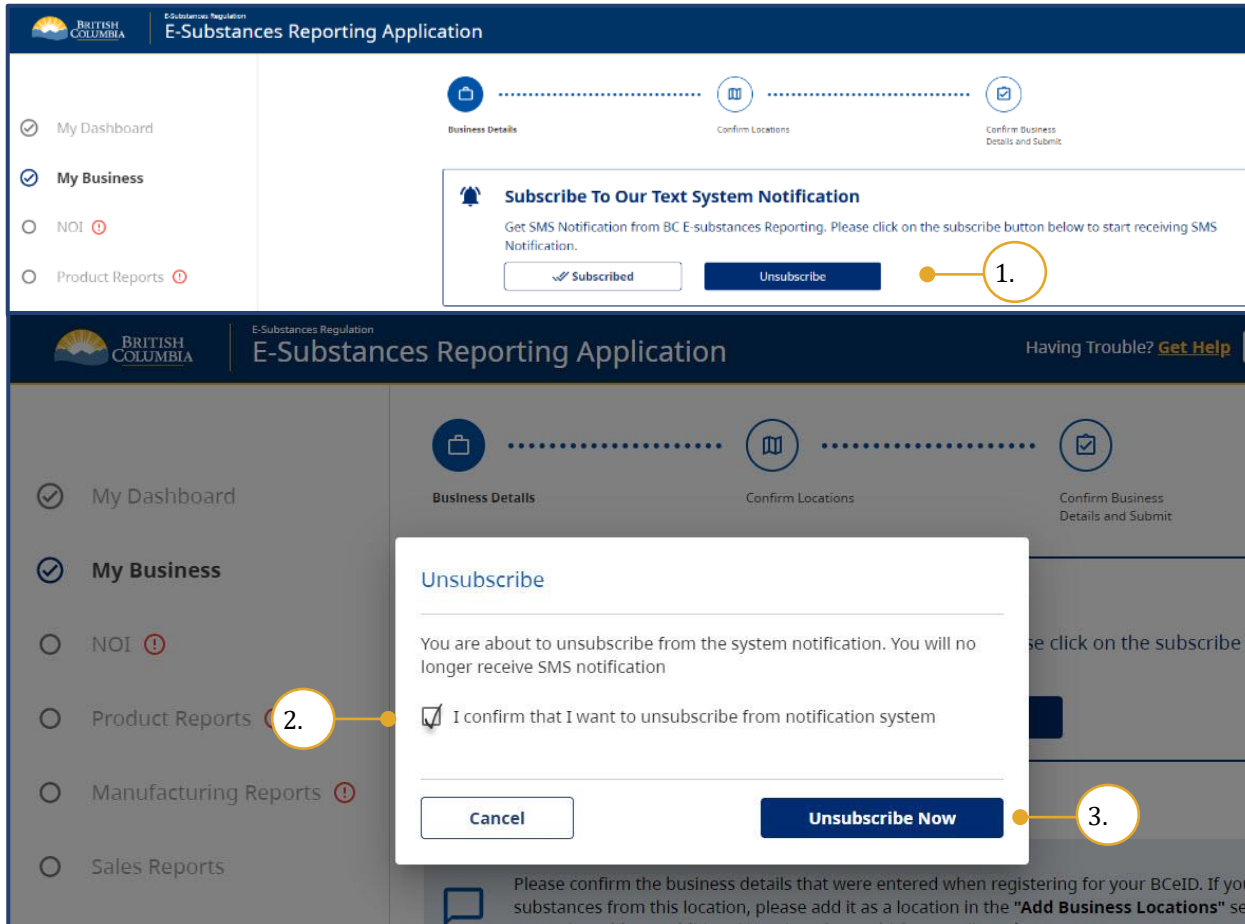 BRITISH
COLUMBIA
E-Substances Regulation
E-Substances Reporting Application
My Dashboard
My Business
NOI
Product Reports
Business Details
Confirm Locations
Confirm Business
Details and Submit
Subscribe To Our Text System Notification
Get SMS Notification from BC E-substances Reporting. Please click on the subscribe button below to start receiving SMS
Notification.
Subscribed
Unsubscribe
1.
BRITISH
COLUMBIA
E-Substances Regulation
E-Substances Reporting Application
Having Trouble? Get Help
My Dashboard
My Business
NOI
Product Reports
Manufacturing Reports
Sales Reports
Business Details
Confirm Locations
Confirm Business
Details and Submit
Unsubscribe
You are about to unsubscribe from the system notification. You will no
longer receive SMS notification
2.
I confirm that I want to unsubscribe from notification system
Cancel
Unsubscribe Now
3.
se click on the subscribe
Please confirm the business details that were entered when registering for your BCeID. If you
substances from this location, please add it as a location in the "Add Business Locations" se